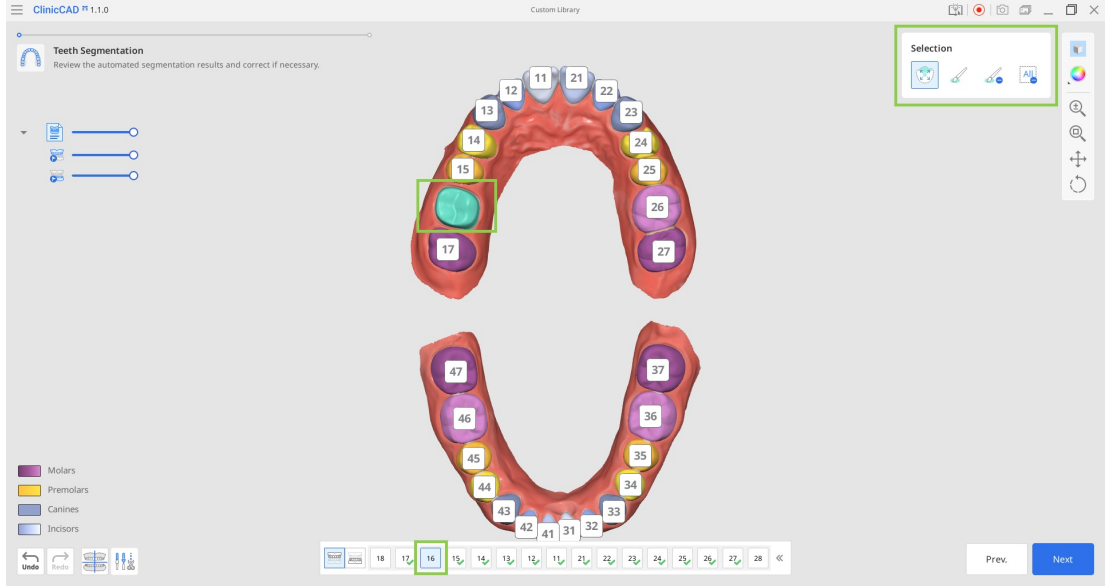 ClinicCAD 1.1.0
Custom Library
Teeth Segmentation
Review the automated segmentation results and correct if necessary.
Selection
All
11 21
12 22
13 23
14 24
15 25
26
17 27
47 37
46 36
45 35
44 34
43 33
42 41 31 32
Molars
Premolars
Canines
Incisors
Undo Redo
18 17 16 15 14 13 12 11 21 22 23 24 25 26 27 28
Prev. Next